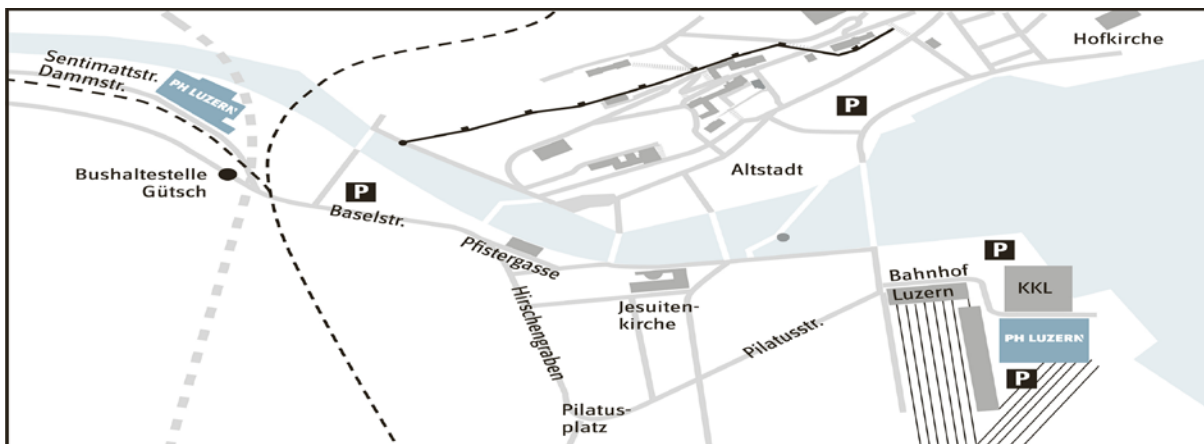 Hofkirche
Sentimattstr.
Dammstr.
PH LUZERN
P
Altstadt
Bushaltestelle
Gütsch
P
Baselstr.
Pfistergasse
P
Bahnhof
Luzern
KKL
Hirschengraben
Jesuiten-
kirche
Pilatusstr.
PH LUZERN
P
Pilatus-
platz